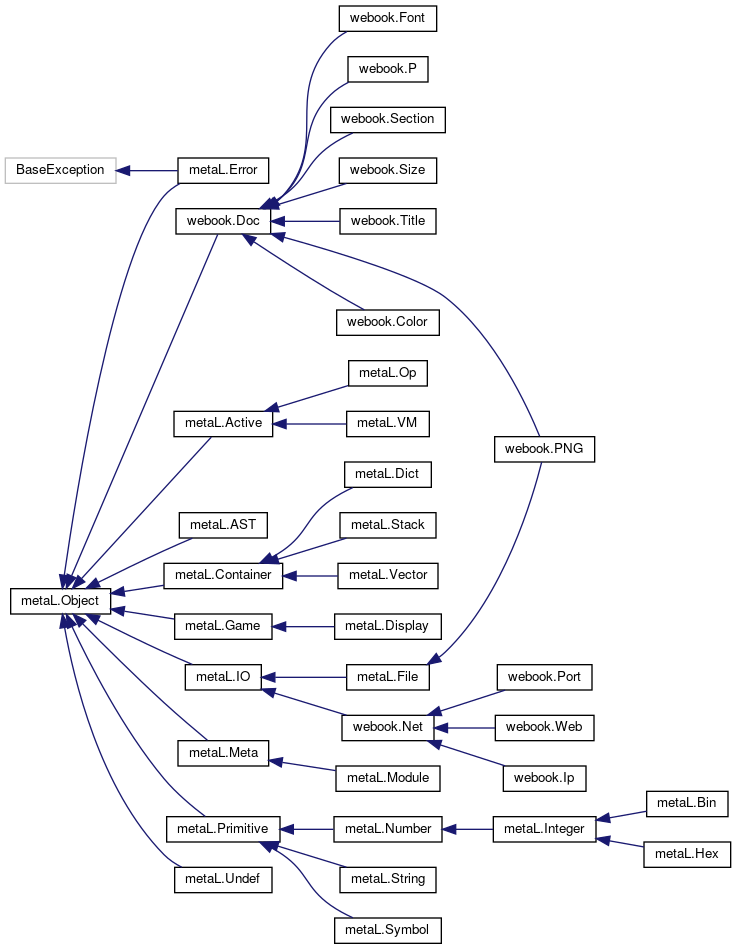 webook.Font
webook.P
webook.Section
BaseException
metaL.Error
webook.Size
webook.Doc
webook.Title
webook.Color
metaL.Op
metaL.Active
metaL.VM
webook.PNG
metaL.Dict
metaL.AST
metaL.Stack
metaL.Container
metaL.Vector
metaL.Object
metaL.Game
metaL.Display
metaL.IO
metaL.File
webook.Port
webook.Net
webook.Web
metaL.Meta
metaL.Module
webook.Ip
metaL.Bin
metaL.Primitive
metaL.Number
metaL.Integer
metaL.Hex
metaL.Undef
metaL.String
metaL.Symbol